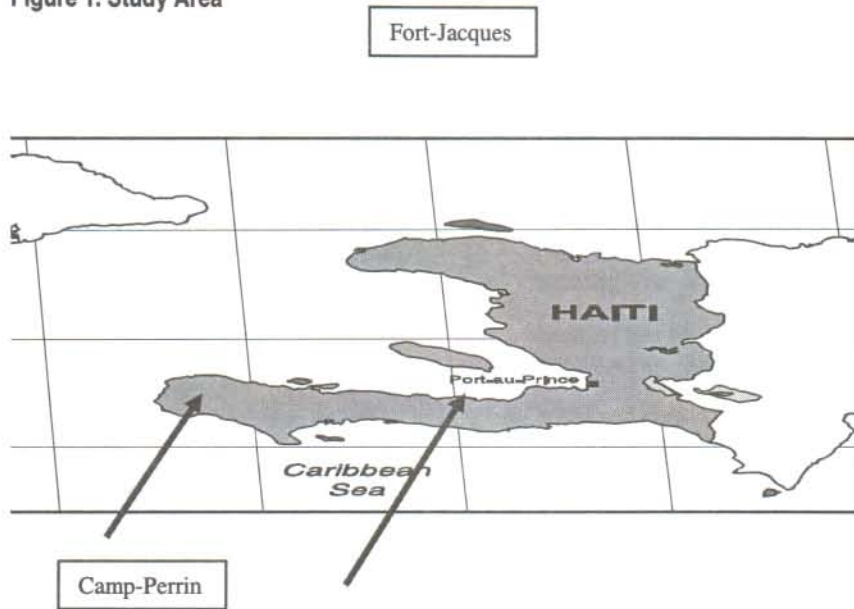 Figure 1. Study Area
Fort-Jacques
HAITI
Port-au-Prince
Caribbean
Sea
Camp-Perrin